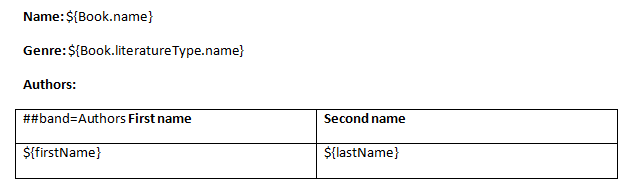 Name: ${Book.name}
Genre: ${Book.literatureType.name}
Authors:
##band=Authors First name Second name
${firstName} ${lastName}